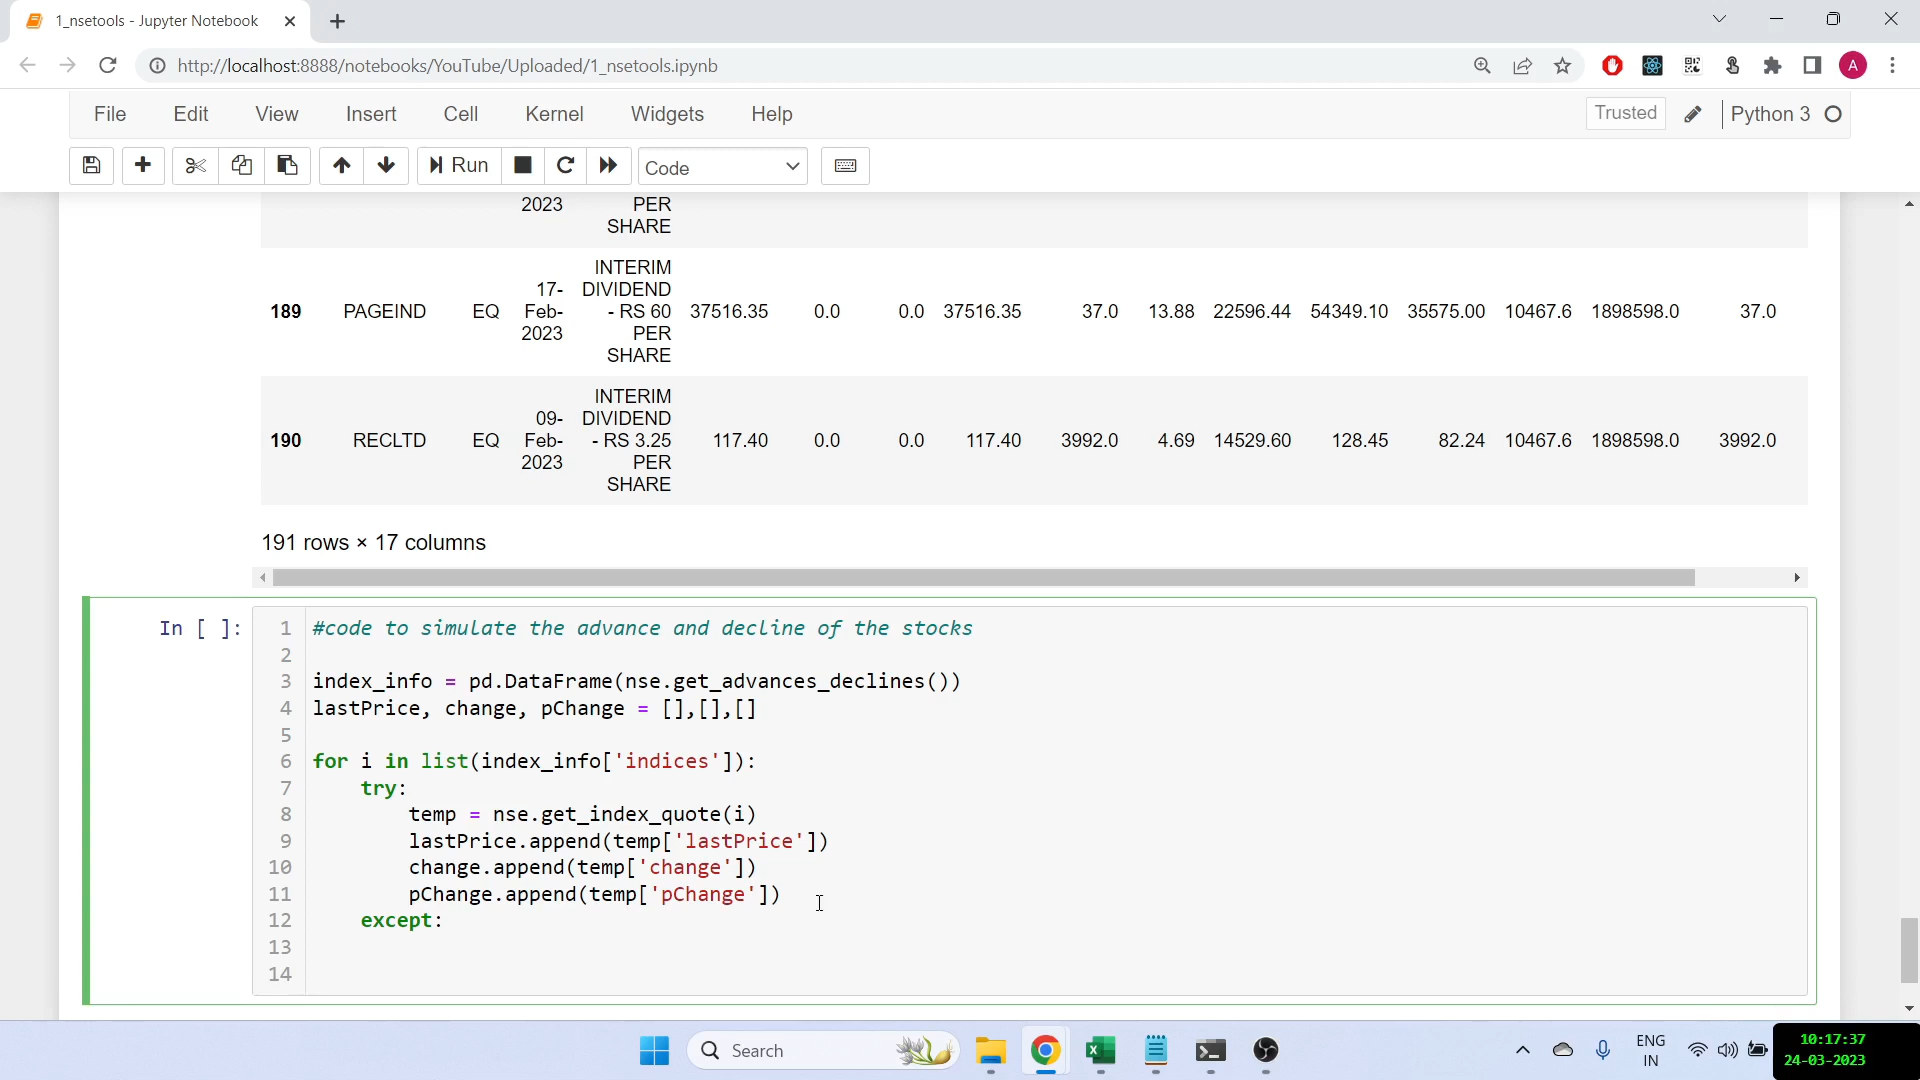 1_nsetools - Jupyter Notebook
http://localhost:8888/notebooks/YouTube/Uploaded/1_nsetools.ipynb
A
File Edit View Insert Cell Kernel Widgets Help
Trusted
Python 3
Run
Code
2023 PER
SHARE
INTERIM
17- DIVIDEND
189 PAGEIND EQ Feb- - RS 60 37516.35 0.0 0.0 37516.35 37.0 13.88 22596.44 54349.10 35575.00 10467.6 1898598.0 37.0
2023 PER
SHARE
INTERIM
09- DIVIDEND
190 RECLTD EQ Feb- - RS 3.25 117.40 0.0 0.0 117.40 3992.0 4.69 14529.60 128.45 82.24 10467.6 1898598.0 3992.0
2023 PER
SHARE
191 rows × 17 columns
In [ ]:
1 #code to simulate the advance and decline of the stocks
2
3 index_info = pd.DataFrame(nse.get_advances_declines())
4 lastPrice, change, pChange = [],[],[]
5
6 for i in list(index_info['indices']):
7 try:
8 temp = nse.get_index_quote(i)
9 lastPrice.append(temp['lastPrice'])
10 change.append(temp['change'])
11 pChange.append(temp['pChange'])
12 except:
13
14
Search
ENG
IN
10:17:37
24-03-2023